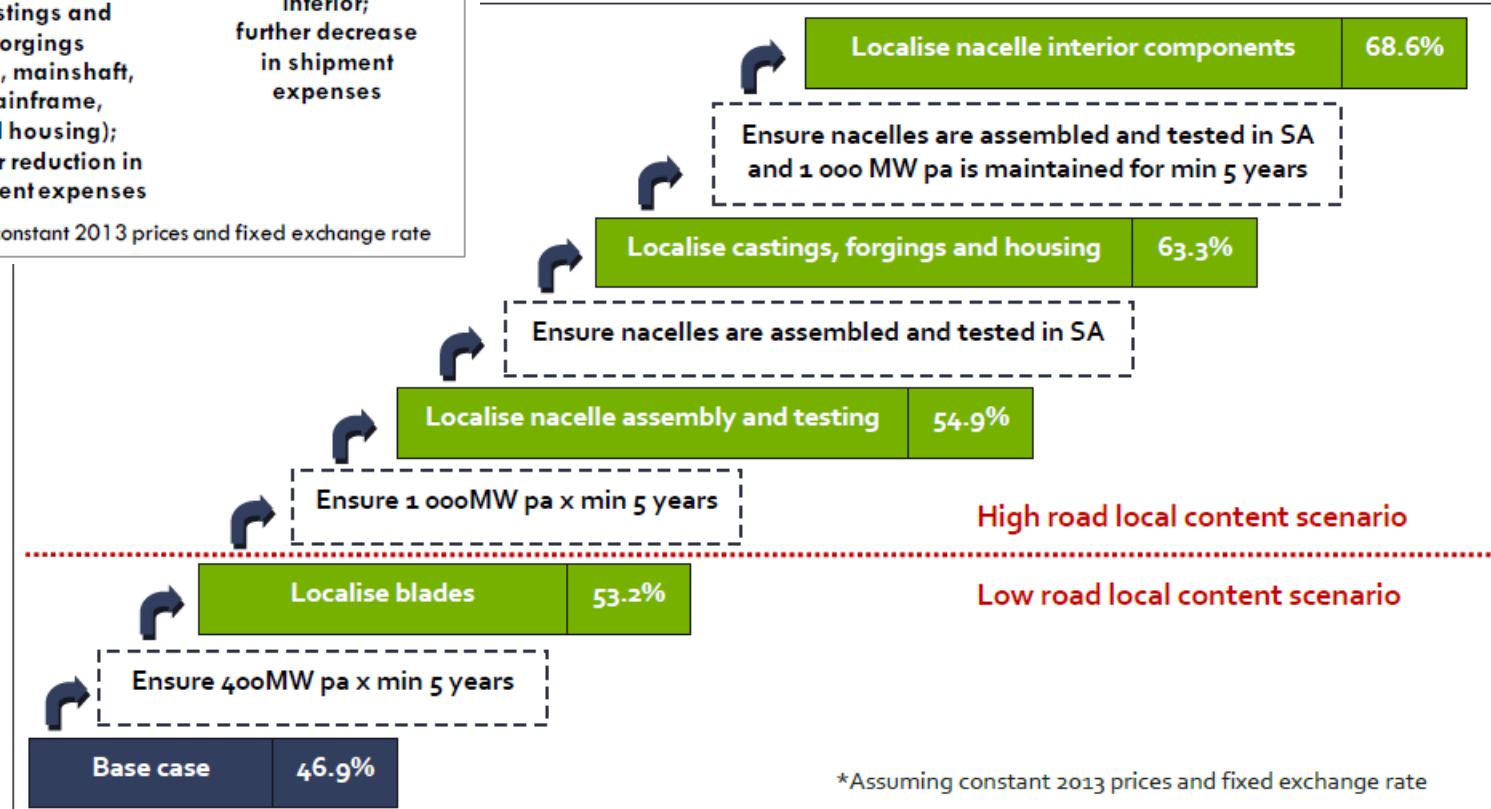 stings and
orgings
, mainshaft,
ainframe,
housing);
r reduction in
ent expenses
interior;
further decrease
in shipment
expenses
onstant 2013 prices and fixed exchange rate
Localise nacelle interior components 68.6%
Ensure nacelles are assembled and tested in SA
and 1 000 MW pa is maintained for min 5 years
Localise castings, forgings and housing 63.3%
Ensure nacelles are assembled and tested in SA
Localise nacelle assembly and testing 54.9%
Ensure 1 000MW pa x min 5 years
High road local content scenario
Localise blades 53.2%
Low road local content scenario
Ensure 400MW pa x min 5 years
Base case 46.9%
*Assuming constant 2013 prices and fixed exchange rate